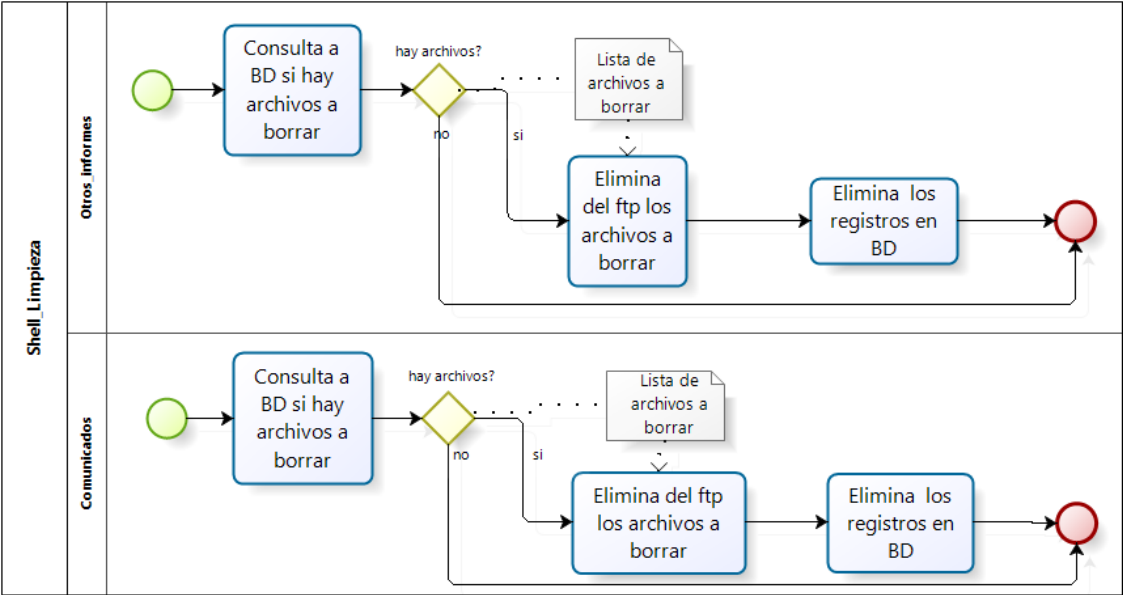 Shell_Limpieza
Otros_informes
Consulta a
BD si hay
archivos a
borrar
hay archivos?
no
si
Lista de
archivos a
borrar
Elimina
del ftp los
archivos a
borrar
Elimina los
registros en
BD
Comunicados
Consulta a
BD si hay
archivos a
borrar
hay archivos?
no
si
Lista de
archivos a
borrar
Elimina del ftp
los archivos a
borrar
Elimina los
registros en
BD